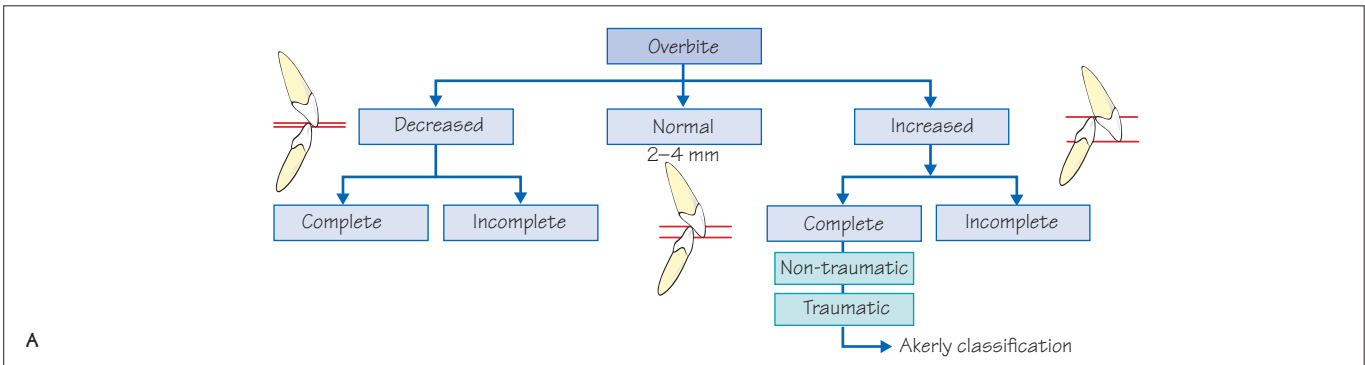 Overbite
Decreased
Normal
Increased
2–4 mm
Complete
Incomplete
Complete
Incomplete
Non-traumatic
Traumatic
Akerly classification
A